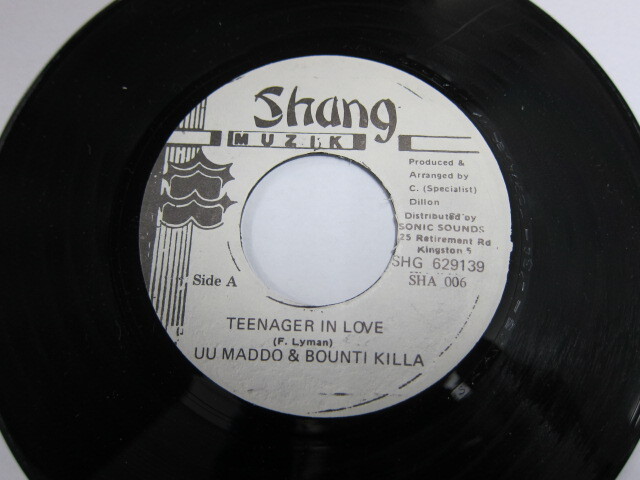 Shang
MUZIK
Produced &
Arranged by
C. (Specialist)
Dillon
Distributed by
SONIC SOUNDS
25 Retirement Rd
Kingston 5
SHG 629139
Side A
SHA 006
TEENAGER IN LOVE
(F. Lyman)
UU MADDO & BOUNTI KILLA